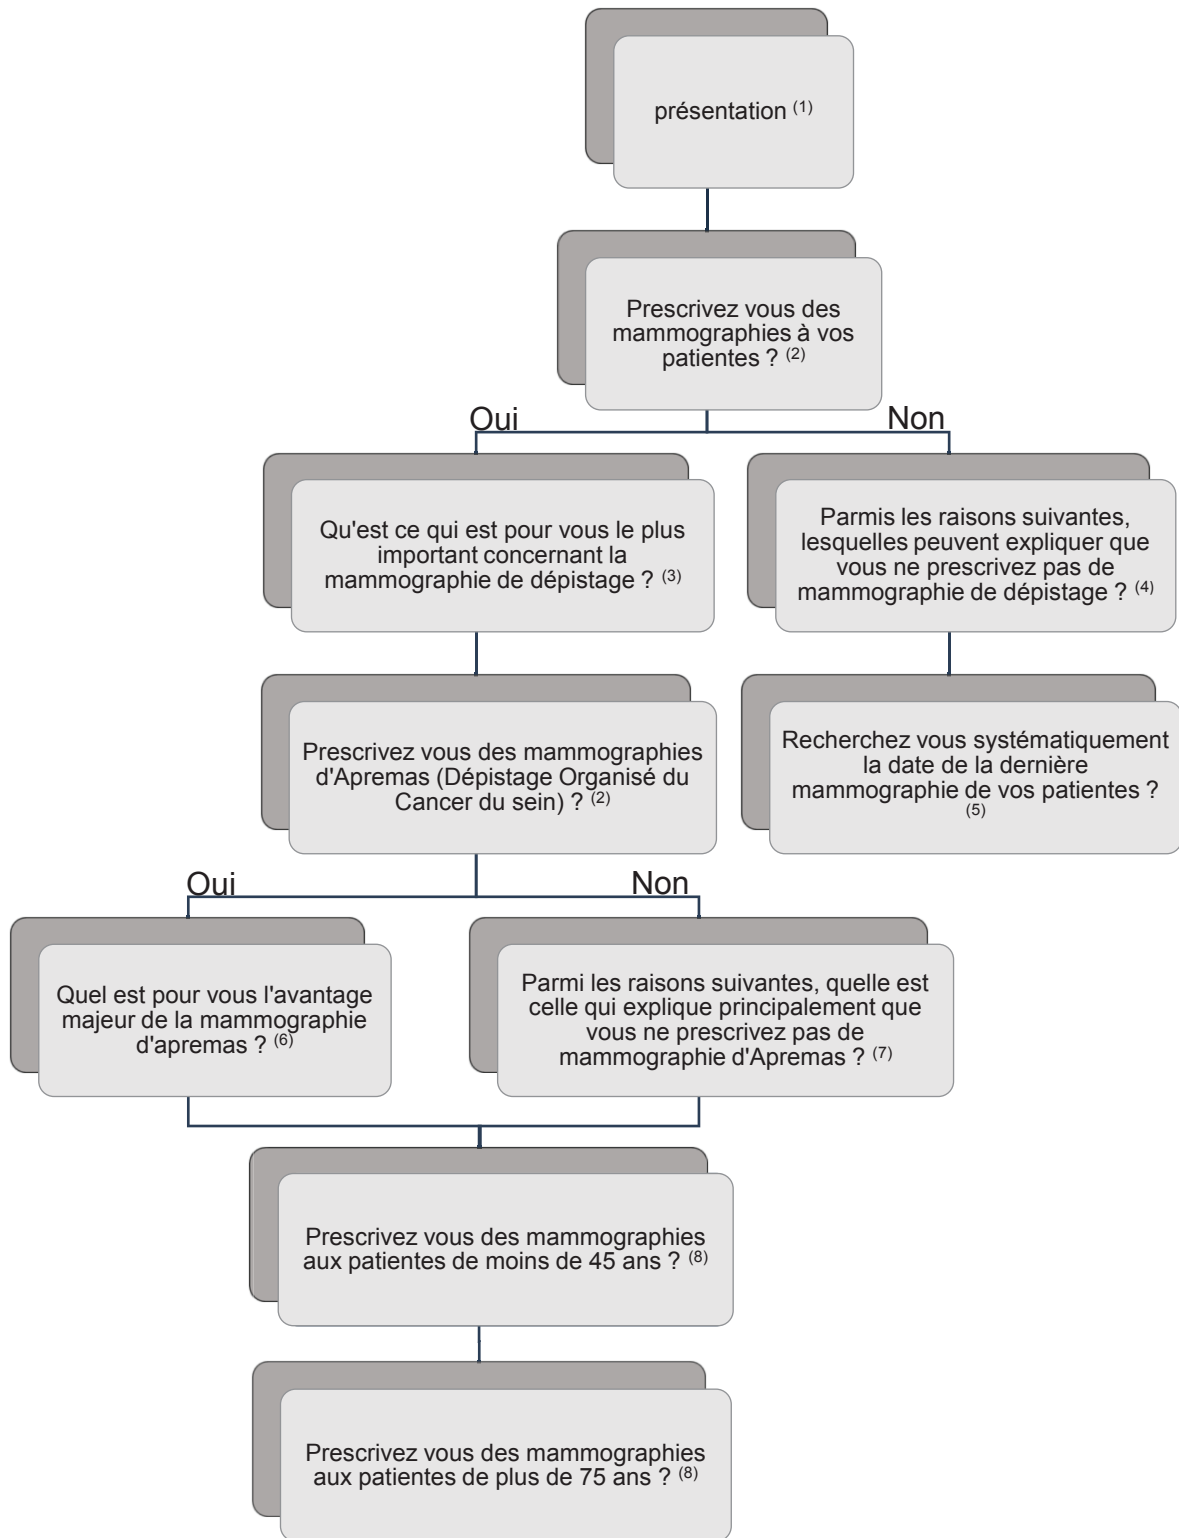 présentation (1)
Prescrivez vous des
mammographies à vos
patientes ? (2)
Oui
Non
Qu'est ce qui est pour vous le plus
important concernant la
mammographie de dépistage ? (3)
Parmis les raisons suivantes,
lesquelles peuvent expliquer que
vous ne prescrivez pas de
mammographie de dépistage ? (4)
Prescrivez vous des mammographies
d'Apremas (Dépistage Organisé du
Cancer du sein) ? (2)
Recherchez vous systématiquement
la date de la dernière
mammographie de vos patientes ?
(5)
Oui
Non
Quel est pour vous l'avantage
majeur de la mammographie
d'apremas ? (6)
Parmi les raisons suivantes, quelle est
celle qui explique principalement que
vous ne prescrivez pas de
mammographie d'Apremas ? (7)
Prescrivez vous des mammographies
aux patientes de moins de 45 ans ? (8)
Prescrivez vous des mammographies
aux patientes de plus de 75 ans ? (8)